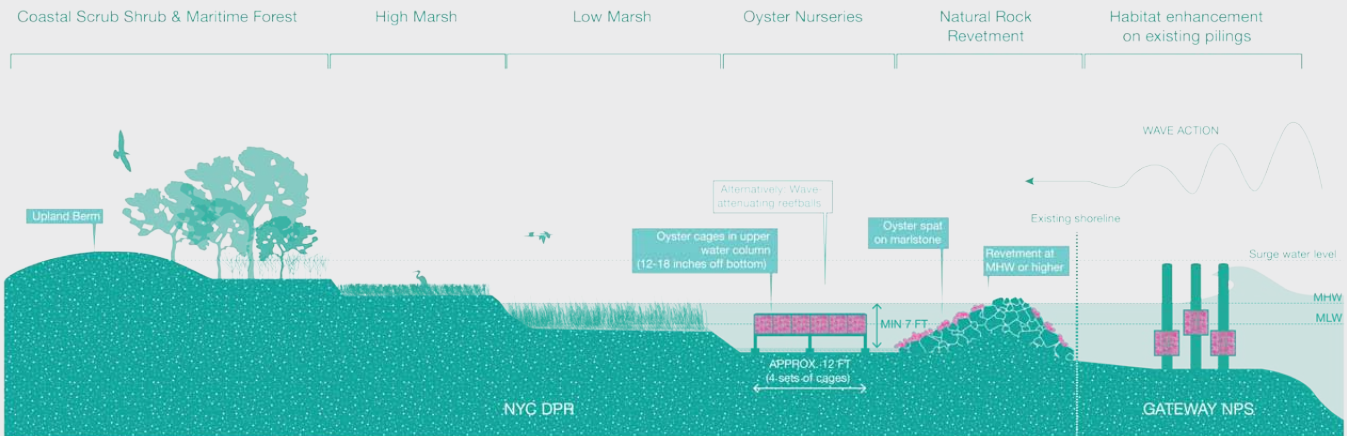 Coastal Scrub Shrub & Maritime Forest
High Marsh
Low Marsh
Oyster Nurseries
Natural Rock
Revetment
Habitat enhancement
on existing pilings
WAVE ACTION
Alternatively: Wave
attenuating reefballs
Upland Berm
Existing shoreline
Oyster cages in upper
water column
(12-18 inches off bottom)
Oyster spat
on marlstone
Revetment at
MHW or higher
Surge water level
MHW
MLW
MIN 7 FT
APPROX. 12 FT
(4 sets of cages)
NYC DPR
GATEWAY NPS